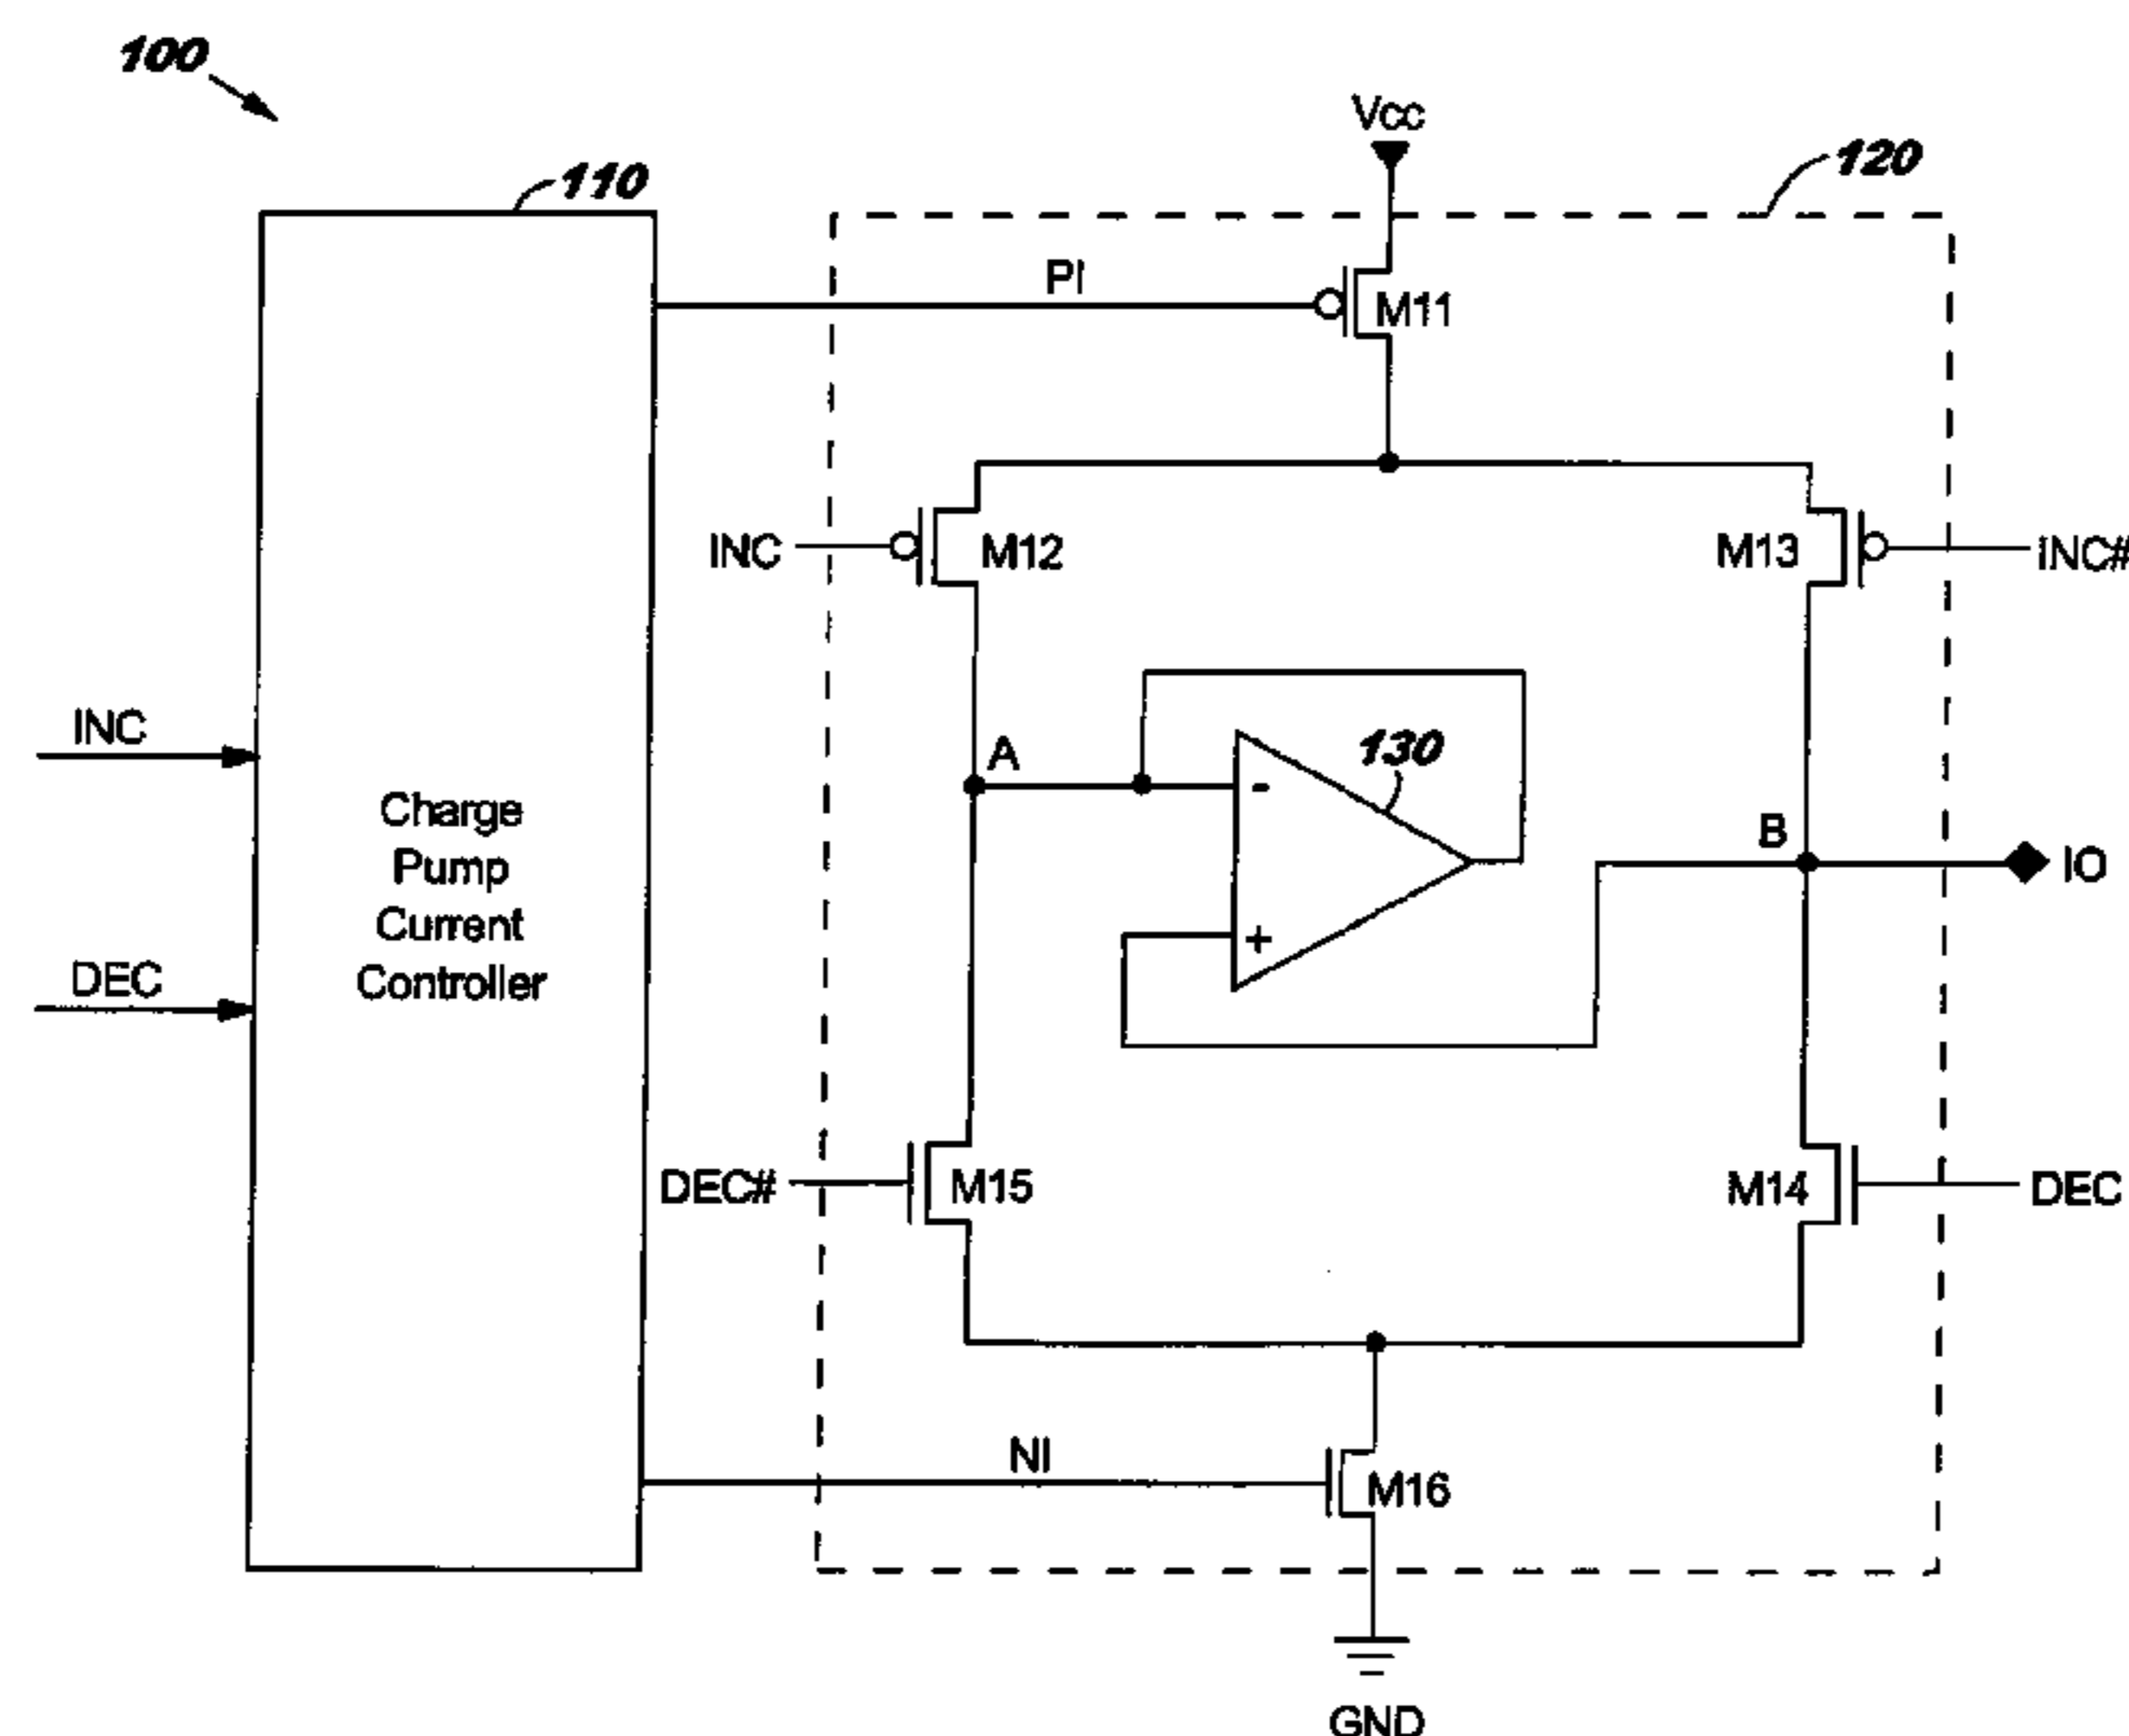 100
Vcc
120
110
PI
M11
INC
M12
M13
INC#
INC
A
130
-
B
IO
Charge
Pump
Current
Controller
+
DEC
DEC#
M15
M14
DEC
NI
M16
GND